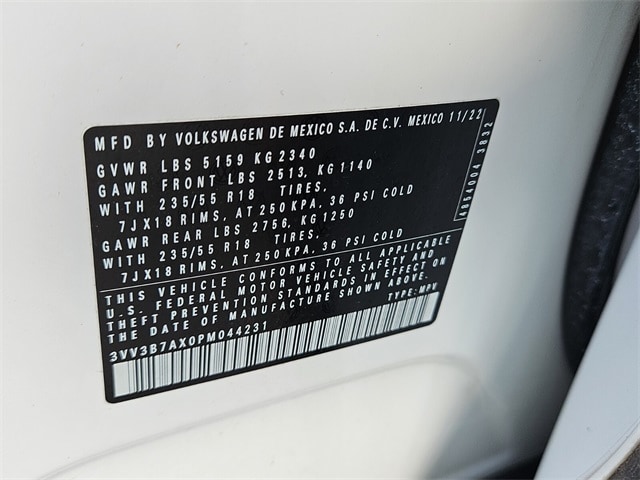 MFD BY VOLKSWAGEN DE MEXICO S.A. DE C.V. MEXICO 11/22
GVWR LBS 5159 KG 2340
GAWR FRONT LBS 2513, KG 1140
WITH 235/55 R18 TIRES,
7JX18 RIMS, AT 250 KPA, 36 PSI COLD
GAWR REAR LBS 2756, KG1250
WITH 235/55 R18 TIRES,
7JX18 RIMS, AT 250 KPA, 36 PSI COLD
THIS VEHICLE CONFORMS TO ALL APPLICABLE
U.S. FEDERAL MOTOR VEHICLE SAFETY AND
THEFT PREVENTION STANDARDS IN EFFECT ON
THE DATE OF MANUFACTURE SHOWN ABOVE.
3VV3B7AX0PM044231 TYPE: MPV
4854004 3832